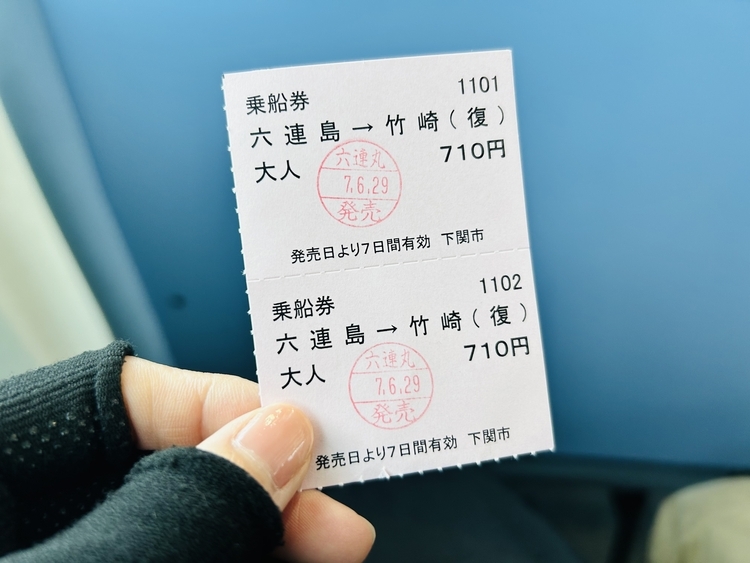 乗船券 1101
六連島→竹崎(復)
大人 710円
六連丸
7.6.29
発売
発売日より7日間有効 下関市
乗船券 1102
六連島→竹崎(復)
大人 710円
六連丸
7.6.29
発売
発売日より7日間有効 下関市